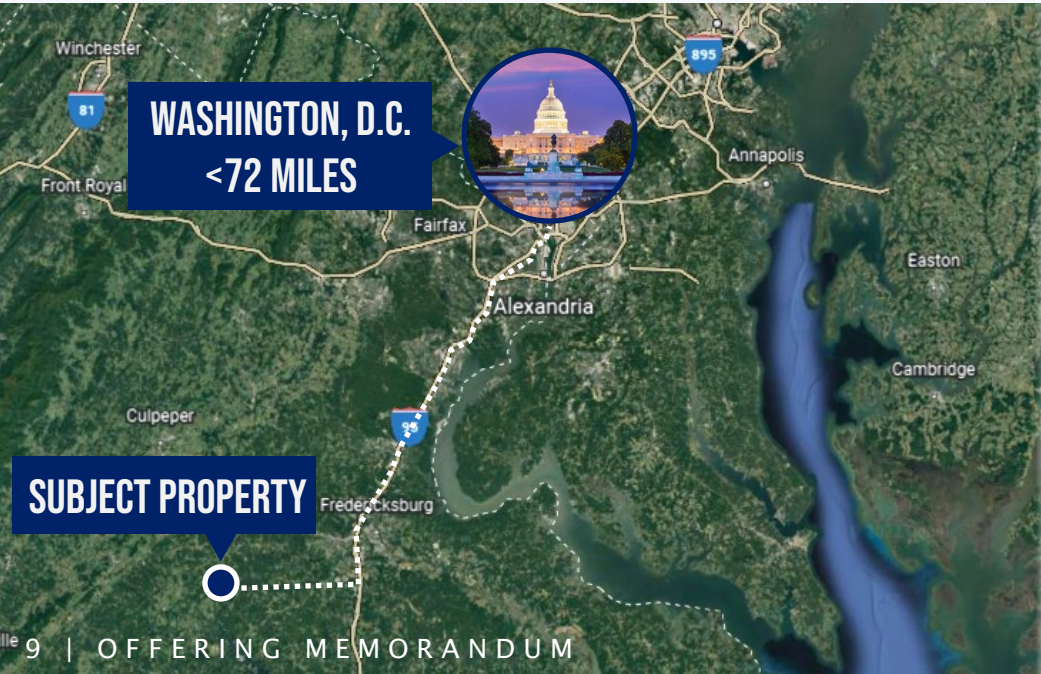 Winchester
895
81
WASHINGTON, D.C.
<72 MILES
Annapolis
Front Royal
Fairfax
Easton
Alexandria
Cambridge
Culpeper
95
SUBJECT PROPERTY
Fredericksburg
9 | OFFERING MEMORANDUM